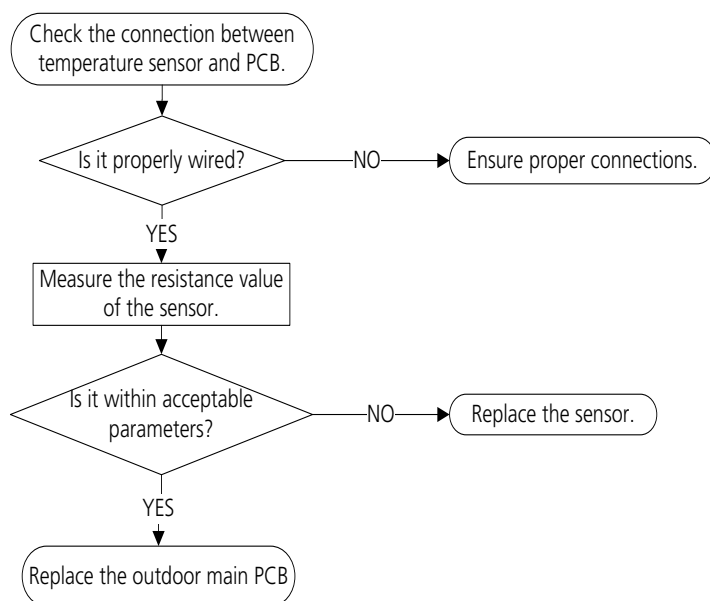 Check the connection between
temperature sensor and PCB.
Is it properly wired?
NO
Ensure proper connections.
YES
Measure the resistance value
of the sensor.
Is it within acceptable
parameters?
NO
Replace the sensor.
YES
Replace the outdoor main PCB